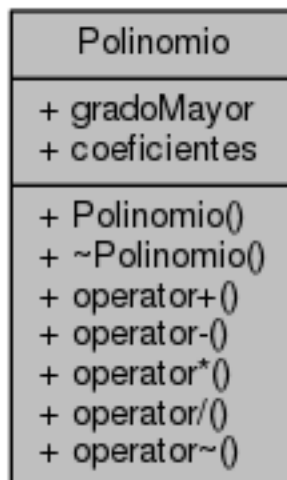 Polinomio
+ gradoMayor
+ coeficientes
+ Polinomio()
+ ~Polinomio()
+ operator+()
+ operator-()
+ operator*()
+ operator/()
+ operator~()